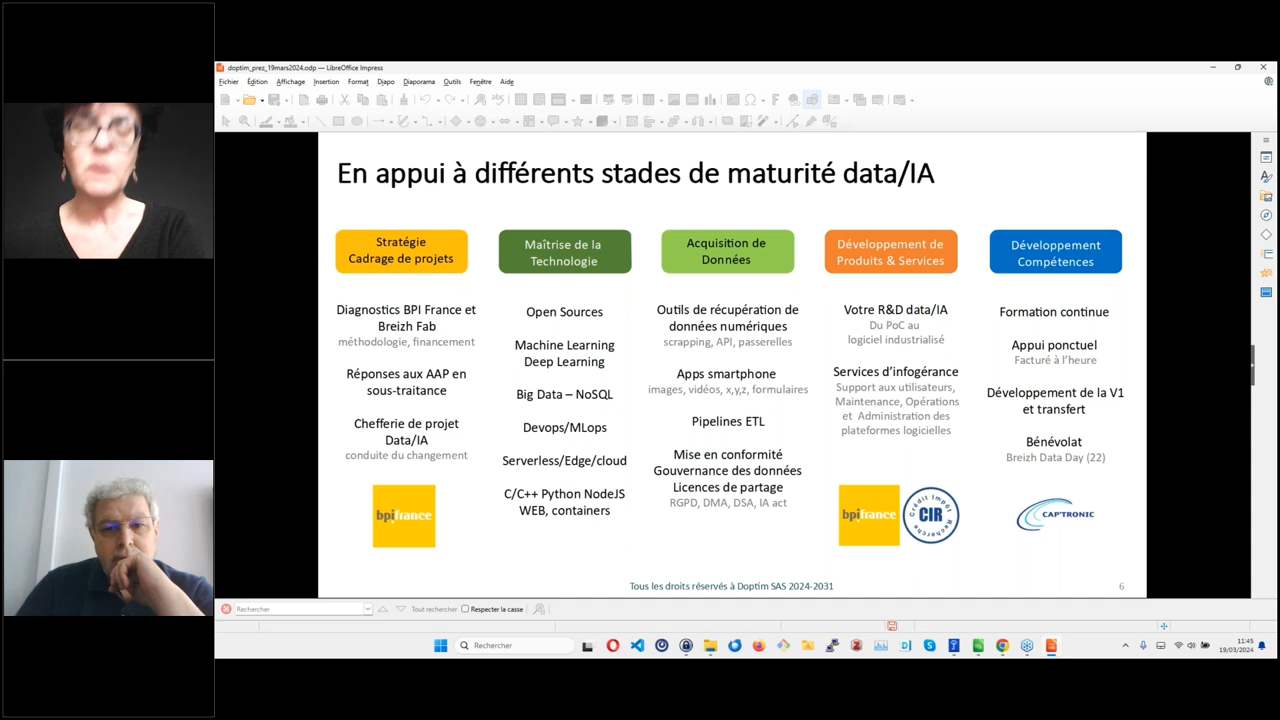 doptim_prez_19mars2024.odp — LibreOffice Impress
Fichier Édition Affichage Insertion Format Diapo Diaporama Outils Fenêtre Aide
En appui à différents stades de maturité data/IA
Stratégie
Cadrage de projets
Diagnostics BPI France et
Breizh Fab
méthodologie, financement
Réponses aux AAP en
sous-traitance
Chefferie de projet
Data/IA
conduite du changement
bpifrance
Maîtrise de la
Technologie
Open Sources
Machine Learning
Deep Learning
Big Data – NoSQL
Devops/MLops
Serverless/Edge/cloud
C/C++ Python NodeJS
WEB, containers
Acquisition de
Données
Outils de récupération de
données numériques
scrapping, API, passerelles
Apps smartphone
images, vidéos, x,y,z, formulaires
Pipelines ETL
Mise en conformité
Gouvernance des données
Licences de partage
RGPD, DMA, DSA, IA act
Développement de
Produits & Services
Votre R&D data/IA
Du PoC au
logiciel industrialisé
Services d’infogérance
Support aux utilisateurs,
Maintenance, Opérations
et Administration des
plateformes logicielles
bpifrance
Crédit Impôt
CIR
Recherche
Développement
Compétences
Formation continue
Appui ponctuel
Facturé à l’heure
Développement de la V1
et transfert
Bénévolat
Breizh Data Day (22)
CAP'TRONIC
Tous les droits réservés à Doptim SAS 2024-2031
6
Rechercher
Tout rechercher
Respecter la casse
Rechercher
11:45
19/03/2024